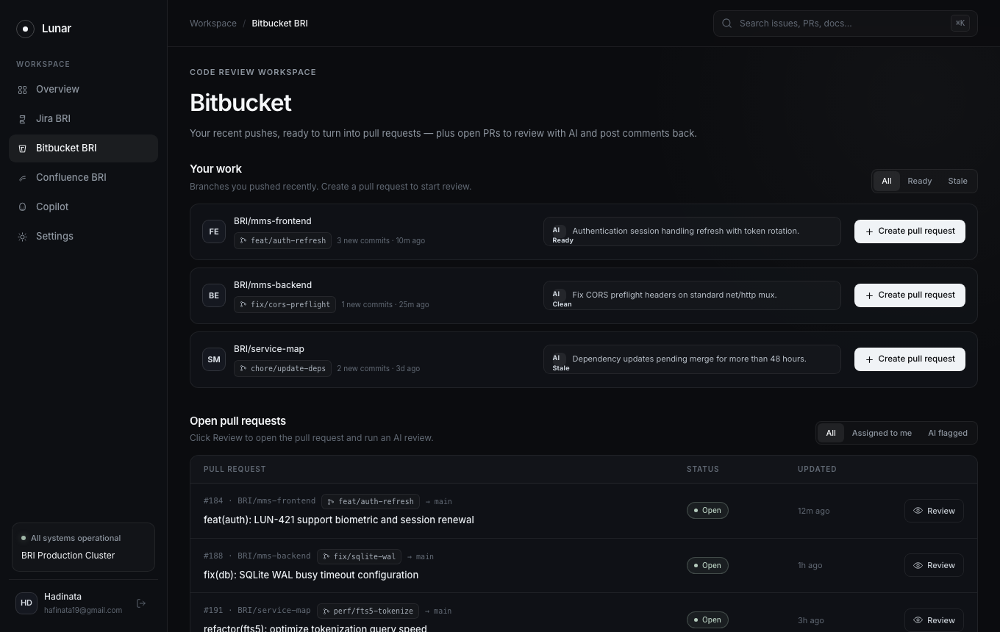 Lunar
WORKSPACE
Overview
Jira BRI
Bitbucket BRI
Confluence BRI
Copilot
Settings
All systems operational
BRI Production Cluster
HD
Hadinata
hafinata19@gmail.com
Workspace / Bitbucket BRI
Search issues, PRs, docs...
⌘K
CODE REVIEW WORKSPACE
Bitbucket
Your recent pushes, ready to turn into pull requests — plus open PRs to review with AI and post comments back.
Your work
Branches you pushed recently. Create a pull request to start review.
All Ready Stale
FE
BRI/mms-frontend
feat/auth-refresh 3 new commits · 10m ago
AI Ready
Authentication session handling refresh with token rotation.
Create pull request
BE
BRI/mms-backend
fix/cors-preflight 1 new commits · 25m ago
AI Clean
Fix CORS preflight headers on standard net/http mux.
Create pull request
SM
BRI/service-map
chore/update-deps 2 new commits · 3d ago
AI Stale
Dependency updates pending merge for more than 48 hours.
Create pull request
Open pull requests
Click Review to open the pull request and run an AI review.
All Assigned to me AI flagged
PULL REQUEST STATUS UPDATED
#184 · BRI/mms-frontend feat/auth-refresh → main
feat(auth): LUN-421 support biometric and session renewal
Open
12m ago
Review
#188 · BRI/mms-backend fix/sqlite-wal → main
fix(db): SQLite WAL busy timeout configuration
Open
1h ago
Review
#191 · BRI/service-map perf/fts5-tokenize → main
refactor(fts5): optimize tokenization query speed
Open
3h ago
Review